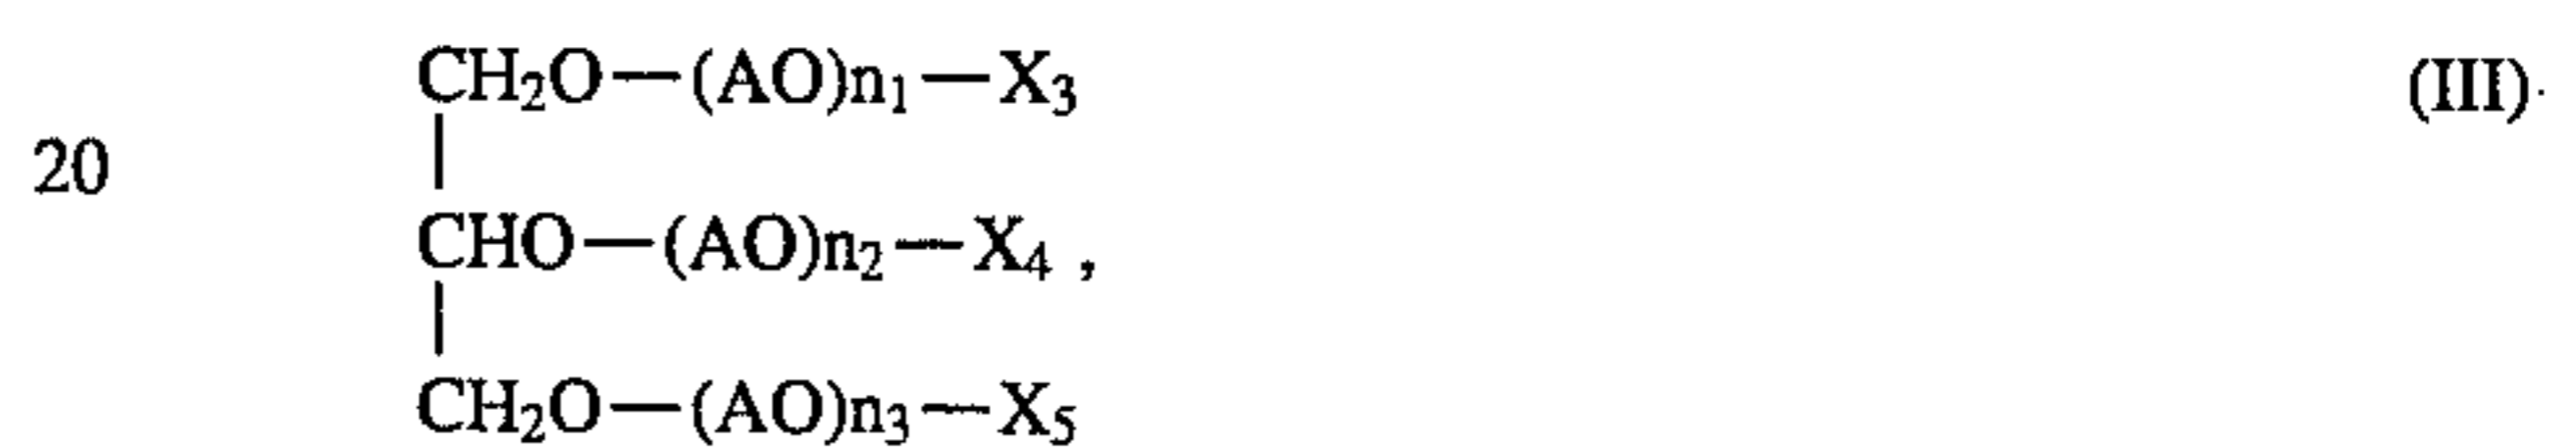 CH₂O—(AO)n₁—X₃ (III)
20
CHO—(AO)n₂—X₄ ,
CH₂O—(AO)n₃—X₅